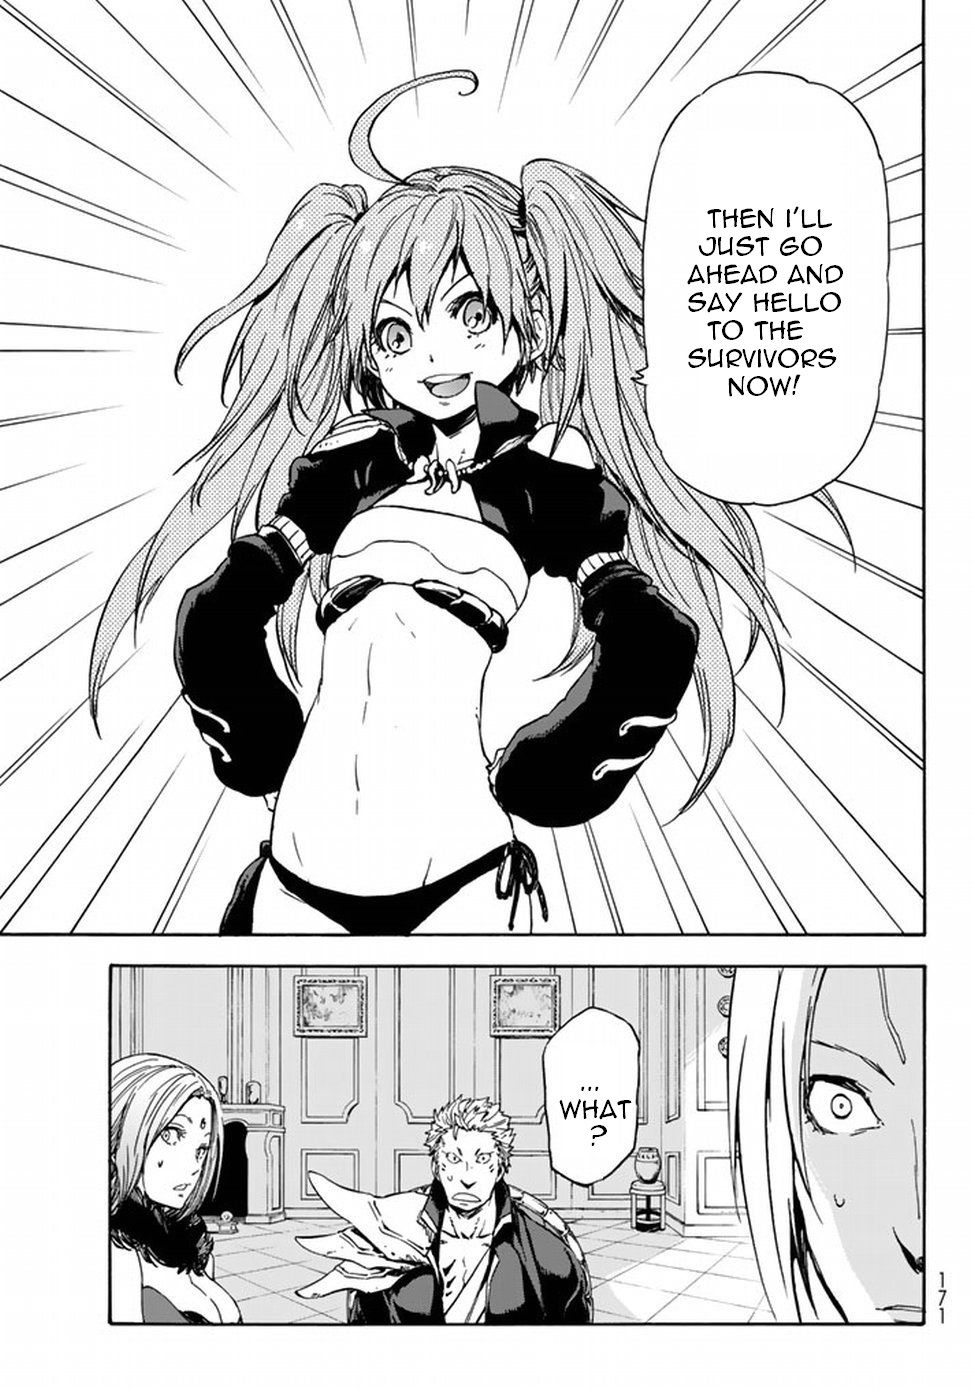 THEN I'LL
JUST GO
AHEAD AND
SAY HELLO
TO THE
SURVIVORS
NOW!
...
WHAT
?
171